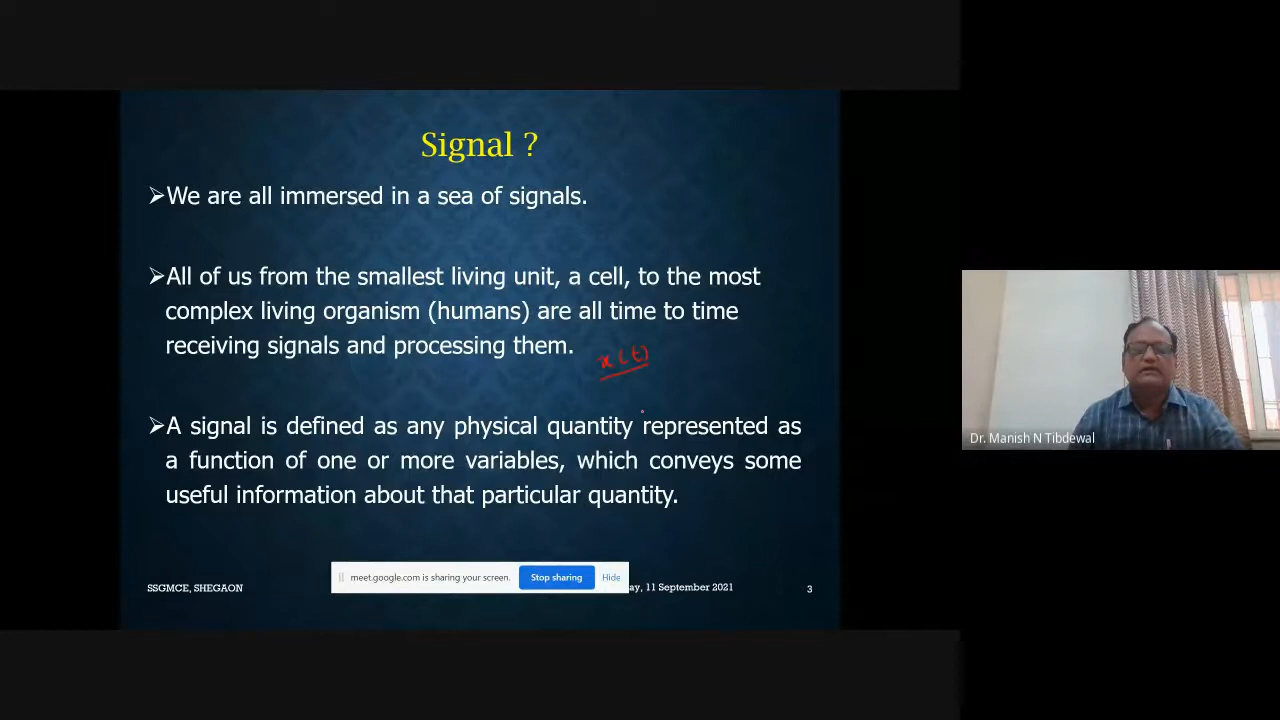 Signal ?
➢We are all immersed in a sea of signals.
➢All of us from the smallest living unit, a cell, to the most
complex living organism (humans) are all time to time
receiving signals and processing them.
x(t)
➢A signal is defined as any physical quantity represented as
a function of one or more variables, which conveys some
useful information about that particular quantity.
meet.google.com is sharing your screen. Stop sharing Hide
SSGMCE, SHEGAON ay, 11 September 2021 3
Dr. Manish N Tibdewal